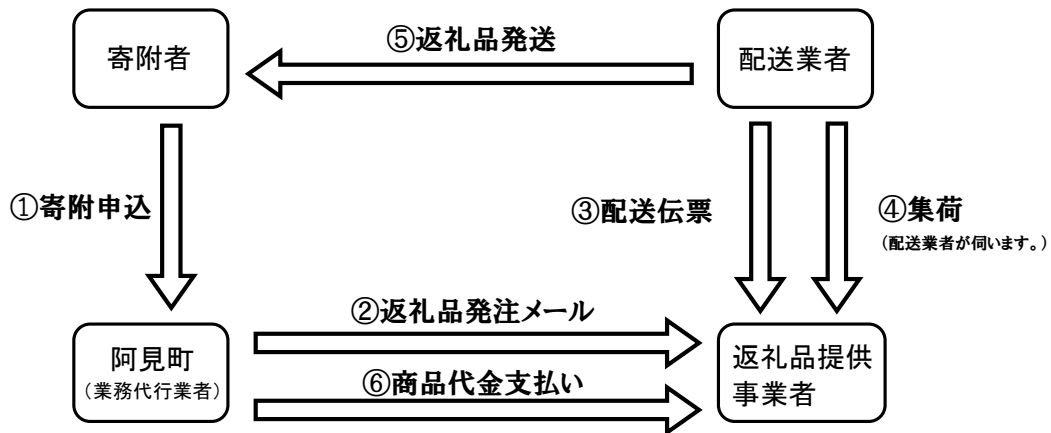 ⑤返礼品発送
寄附者
配送業者
①寄附申込
③配送伝票
④集荷
(配送業者が伺います。)
②返礼品発注メール
阿見町
(業務代行業者)
返礼品提供
事業者
⑥商品代金支払い